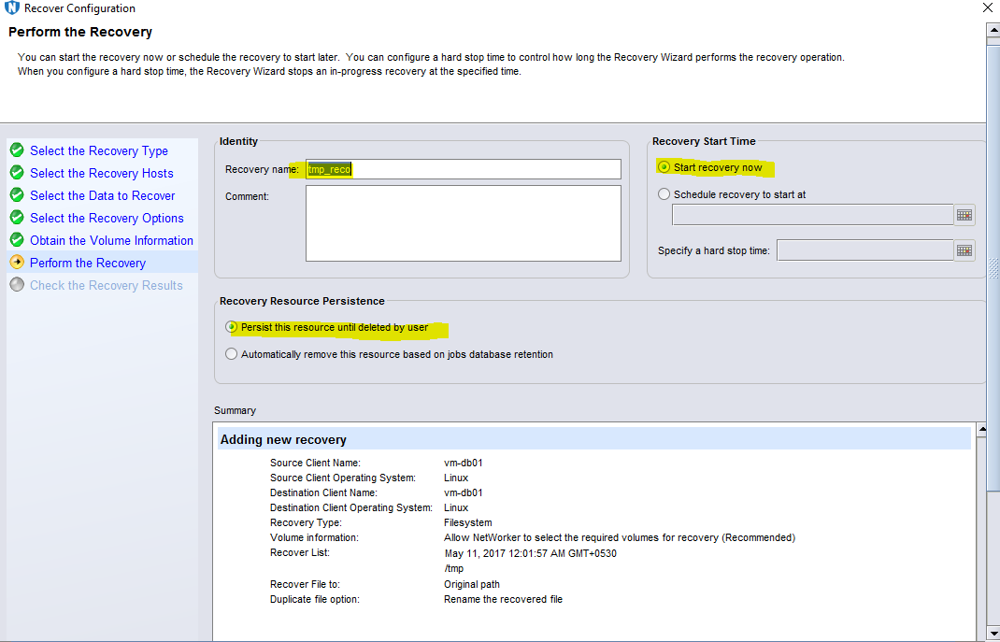 Recover Configuration
Perform the Recovery
You can start the recovery now or schedule the recovery to start later. You can configure a hard stop time to control how long the Recovery Wizard performs the recovery operation.
When you configure a hard stop time, the Recovery Wizard stops an in-progress recovery at the specified time.
Select the Recovery Type
Select the Recovery Hosts
Select the Data to Recover
Select the Recovery Options
Obtain the Volume Information
Perform the Recovery
Check the Recovery Results
Identity
Recovery name: tmp_reco
Comment:
Recovery Start Time
Start recovery now
Schedule recovery to start at
Specify a hard stop time:
Recovery Resource Persistence
Persist this resource until deleted by user
Automatically remove this resource based on jobs database retention
Summary
Adding new recovery
Source Client Name: vm-db01
Source Client Operating System: Linux
Destination Client Name: vm-db01
Destination Client Operating System: Linux
Recovery Type: Filesystem
Volume information: Allow NetWorker to select the required volumes for recovery (Recommended)
Recover List: May 11, 2017 12:01:57 AM GMT+0530
/tmp
Recover File to: Original path
Duplicate file option: Rename the recovered file